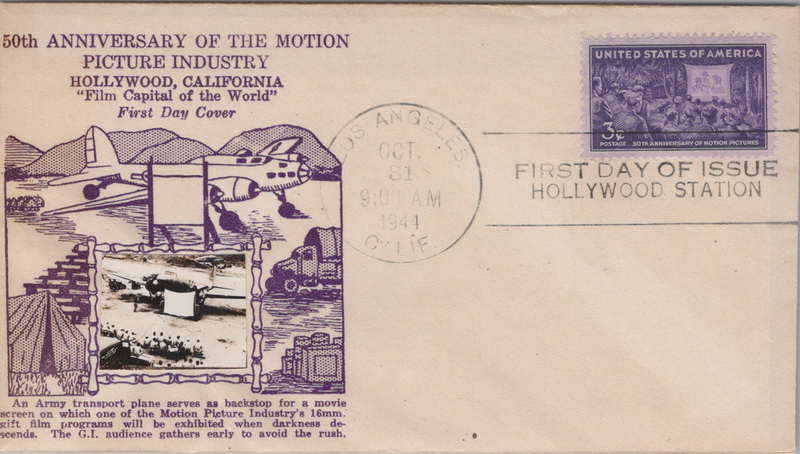 50th ANNIVERSARY OF THE MOTION
PICTURE INDUSTRY
HOLLYWOOD, CALIFORNIA
"Film Capital of the World"
First Day Cover
UNITED STATES OF AMERICA
3¢
POSTAGE 50TH ANNIVERSARY OF MOTION PICTURES
LOS ANGELES,
OCT.
31
9:00 AM
1944
CALIF.
FIRST DAY OF ISSUE
HOLLYWOOD STATION
An Army transport plane serves as backstop for a movie
screen on which one of the Motion Picture Industry's 16mm.
gift film programs will be exhibited when darkness de-
scends. The G.I. audience gathers early to avoid the rush.